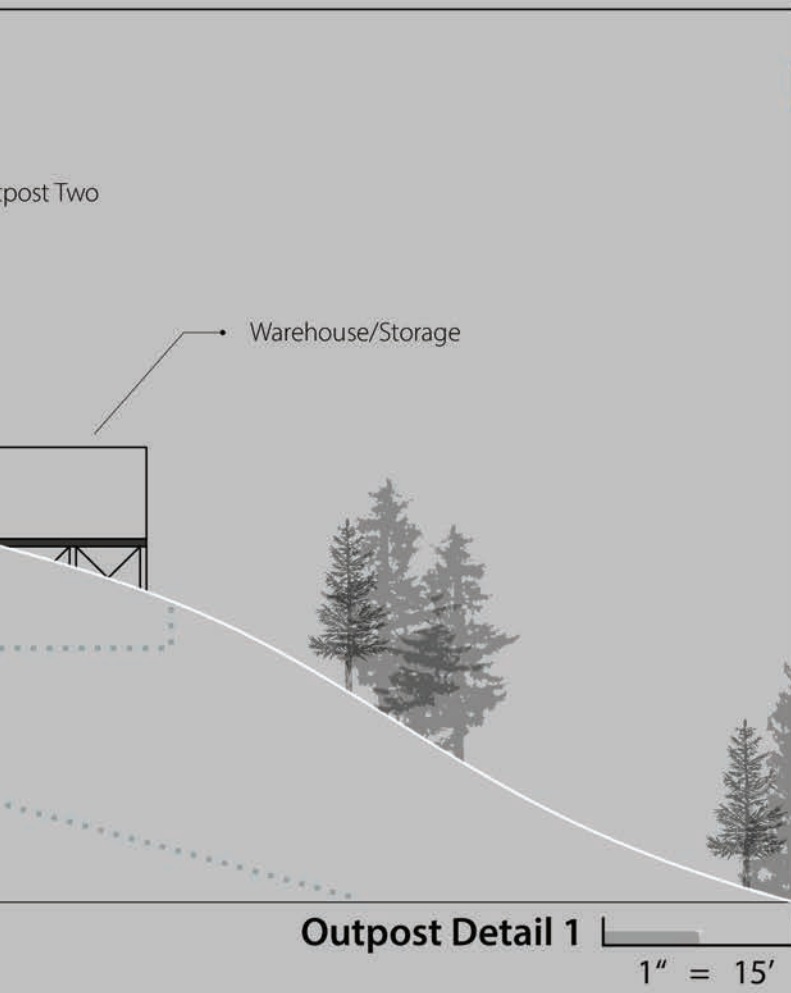 tpost Two
Warehouse/Storage
Outpost Detail 1
1“ = 15’